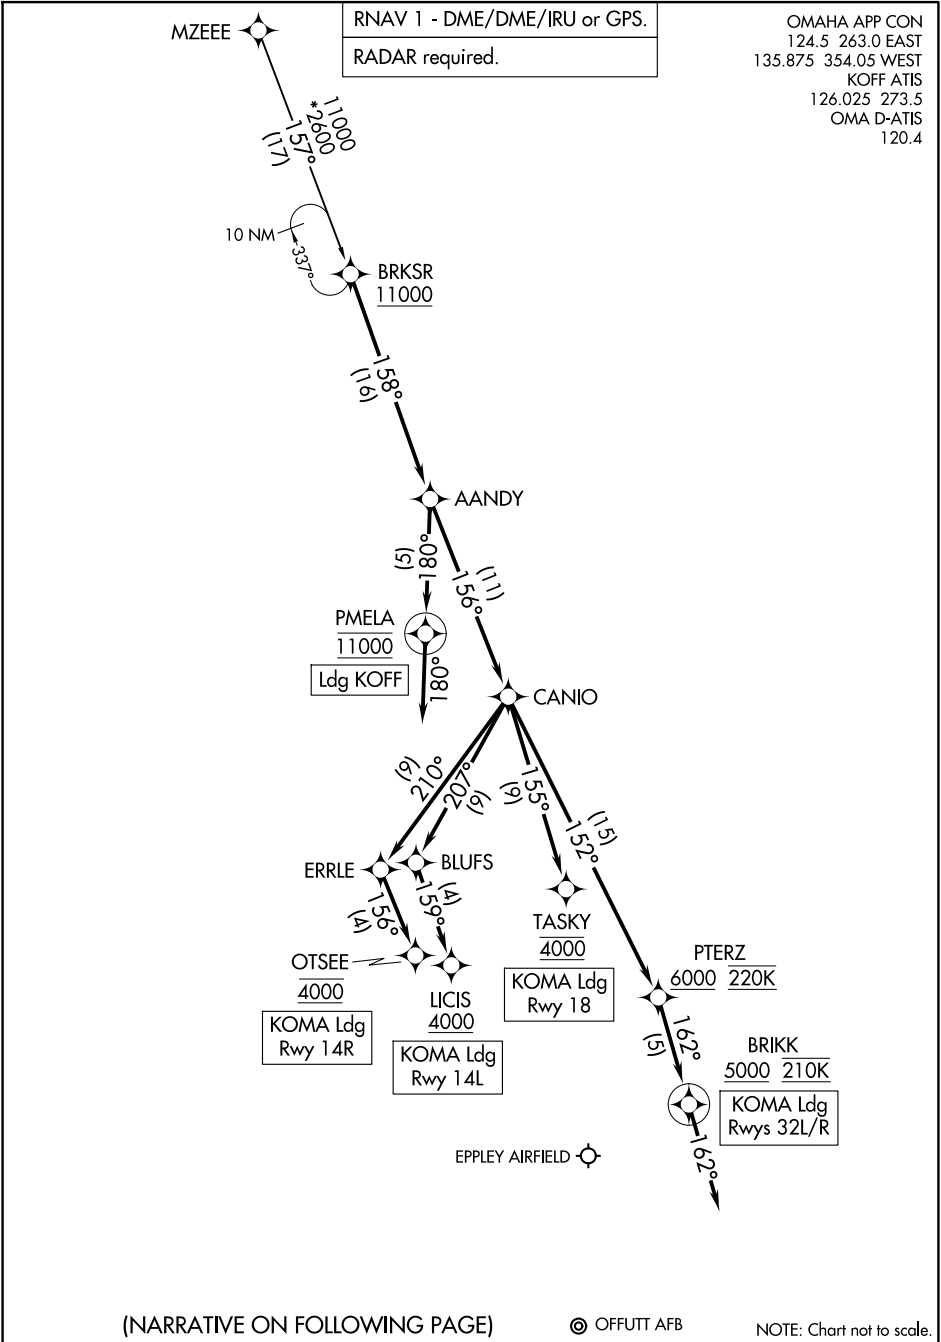 MZEEE
RNAV 1 - DME/DME/IRU or GPS.
RADAR required.
OMAHA APP CON
124.5 263.0 EAST
135.875 354.05 WEST
KOFF ATIS
126.025 273.5
OMA D-ATIS
120.4
11000
*2600
157°
(17)
10 NM
337°
BRKSR
11000
158°
(16)
AANDY
(5)
180°
(11)
156°
PMELA
11000
Ldg KOFF
180°
CANIO
(9)
210°
207°
(9)
155°
(9)
(15)
152°
ERRLE
BLUFS
156°
(4)
(4)
159°
OTSEE
4000
KOMA Ldg
Rwy 14R
LICIS
4000
KOMA Ldg
Rwy 14L
TASKY
4000
KOMA Ldg
Rwy 18
PTERZ
6000 220K
162°
(5)
BRIKK
5000 210K
KOMA Ldg
Rwys 32L/R
162°
EPPLEY AIRFIELD
(NARRATIVE ON FOLLOWING PAGE)
OFFUTT AFB
NOTE: Chart not to scale.